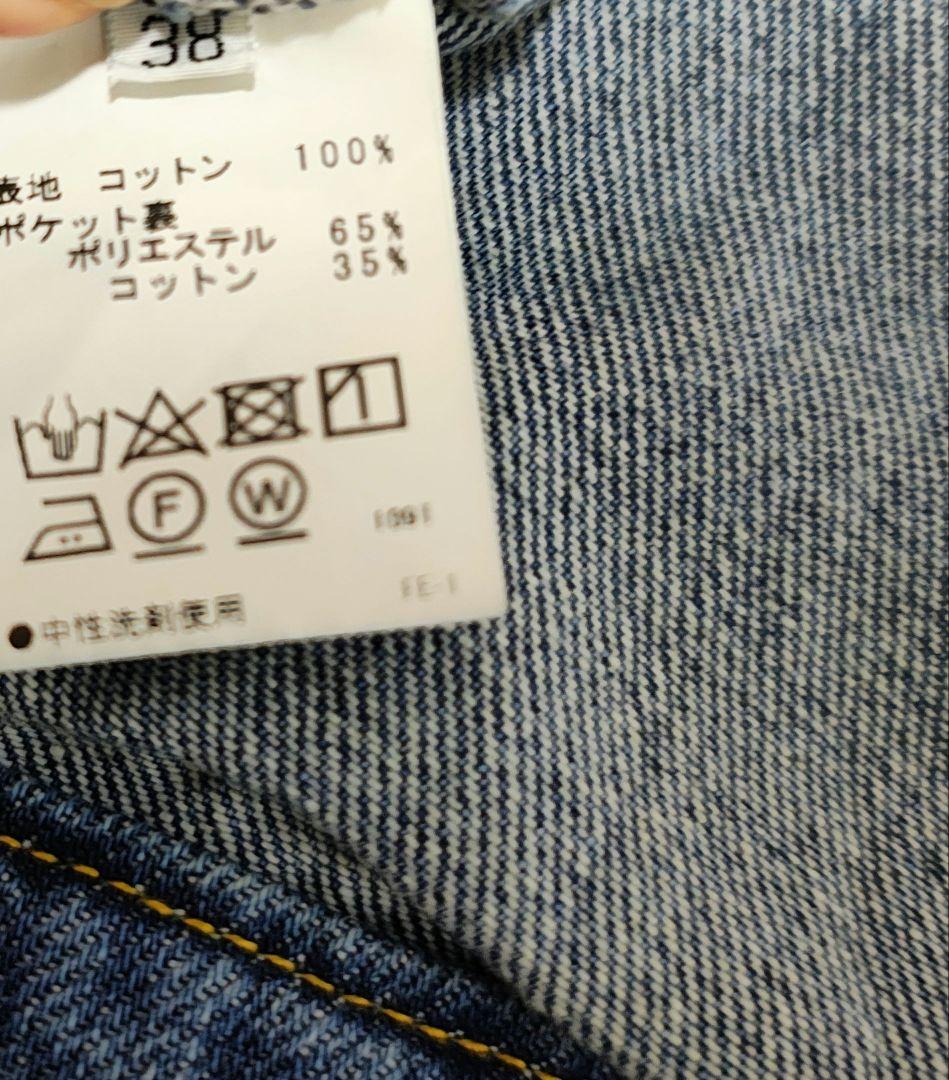 38
表地 コットン 100%
ポケット裏
ポリエステル 65%
コットン 35%
F W
1091
FE-1
●中性洗剤使用